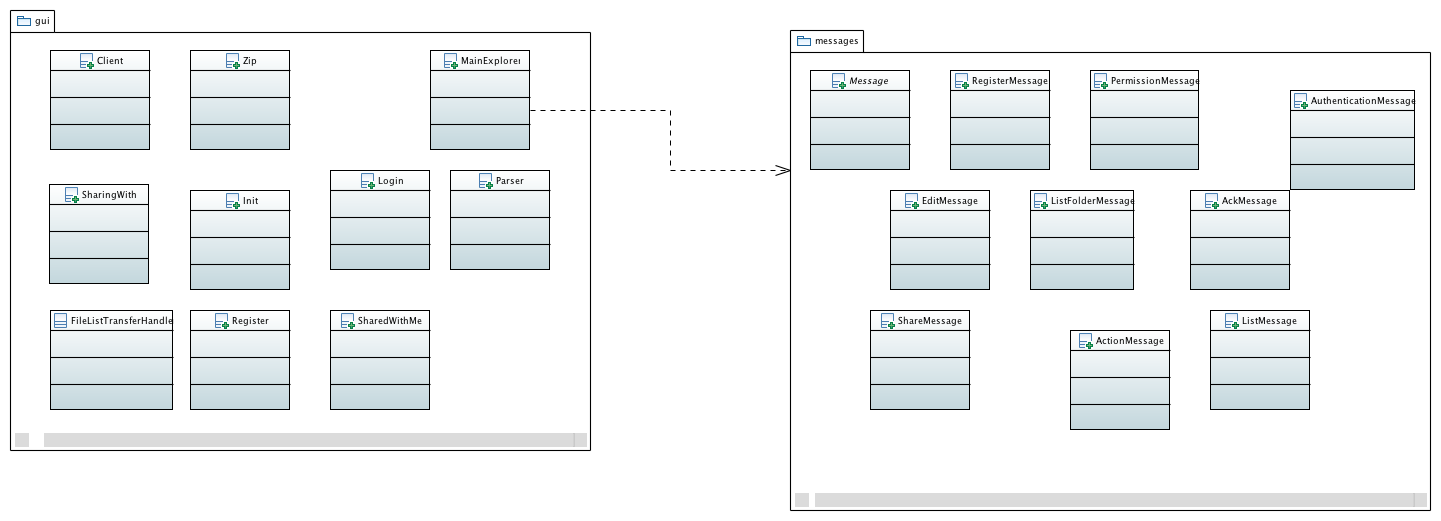 gui
Client
Zip
MainExplorer
SharingWith
Init
Login
Parser
FileListTransferHandle
Register
SharedWithMe
messages
Message
RegisterMessage
PermissionMessage
AuthenticationMessage
EditMessage
ListFolderMessage
AckMessage
ShareMessage
ActionMessage
ListMessage